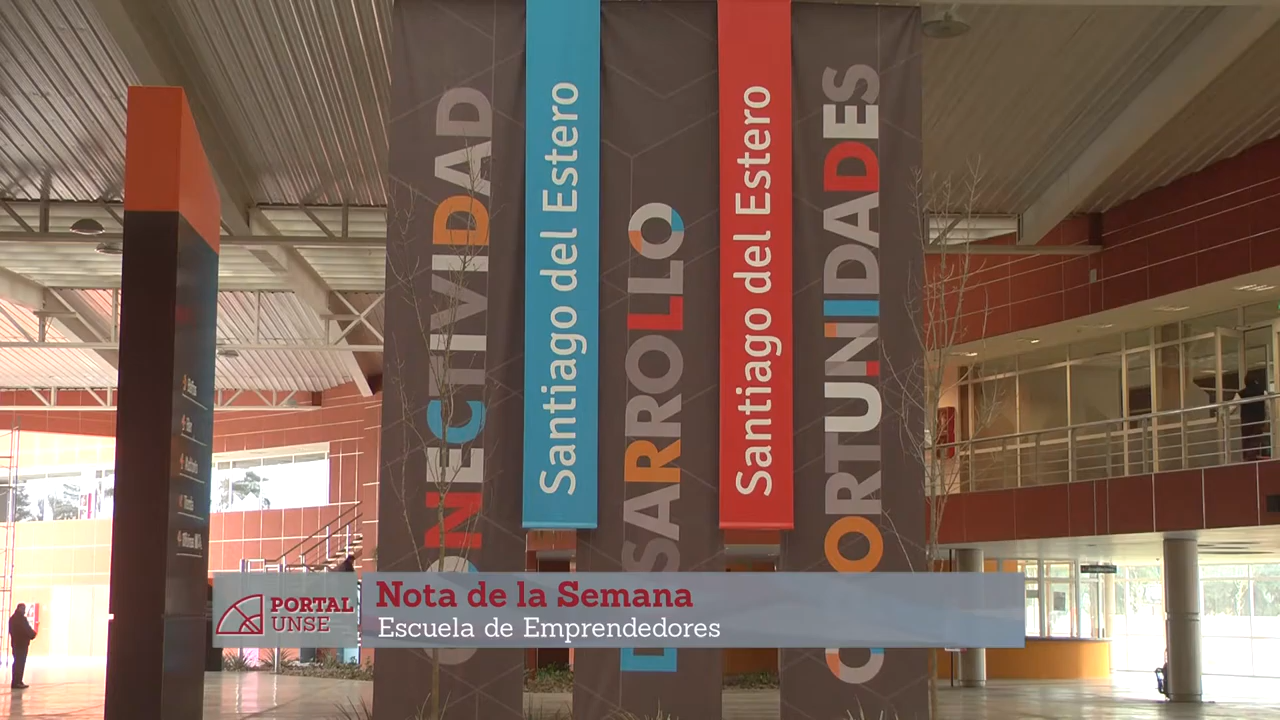 CONECTIVIDAD
Santiago del Estero
DESARROLLO
Santiago del Estero
OPORTUNIDADES
PORTAL
UNSE
Nota de la Semana
Escuela de Emprendedores